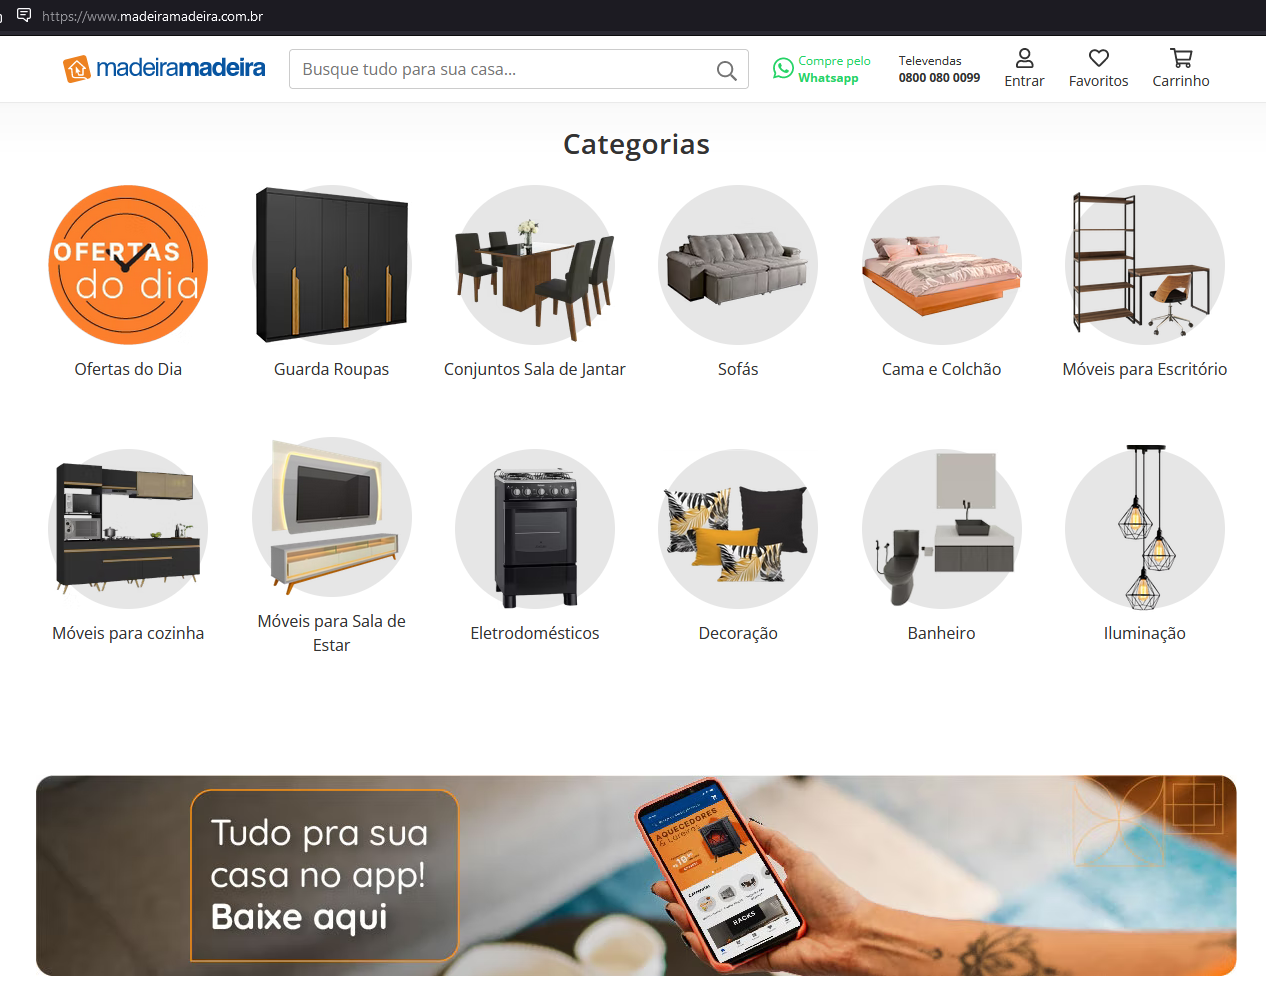 https://www.madeiramadeira.com.br
madeiramadeira
Busque tudo para sua casa...
Compre pelo
Whatsapp
Televendas
0800 080 0099
Entrar
Favoritos
Carrinho
Categorias
OFERTAS
do dia
Ofertas do Dia
Guarda Roupas
Conjuntos Sala de Jantar
Sofás
Cama e Colchão
Móveis para Escritório
Móveis para cozinha
Móveis para Sala de
Estar
Eletrodomésticos
Decoração
Banheiro
Iluminação
Tudo pra sua
casa no app!
Baixe aqui
AQUECEDORES
& Lareiras
RACKS